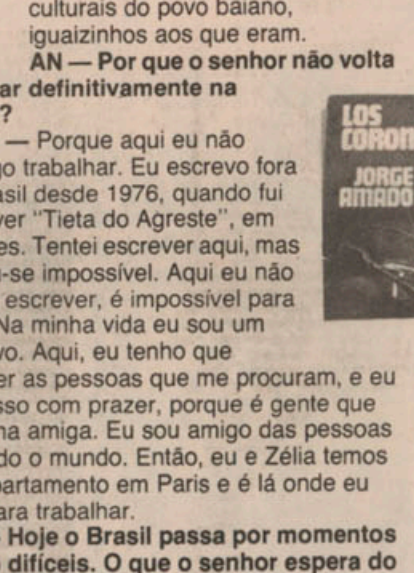 culturais do povo baiano,
iguaizinhos aos que eram.
AN — Por que o senhor não volta
ar definitivamente na
?
— Porque aqui eu não
go trabalhar. Eu escrevo fora
asil desde 1976, quando fui
ver "Tieta do Agreste", em
es. Tentei escrever aqui, mas
u-se impossível. Aqui eu não
escrever, é impossível para
Na minha vida eu sou um
vo. Aqui, eu tenho que
er as pessoas que me procuram, e eu
sso com prazer, porque é gente que
ha amiga. Eu sou amigo das pessoas
do o mundo. Então, eu e Zélia temos
partamento em Paris e é lá onde eu
ara trabalhar.
Hoje o Brasil passa por momentos
difíceis. O que o senhor espera do
LOS
CORON
JORGE
AMADO